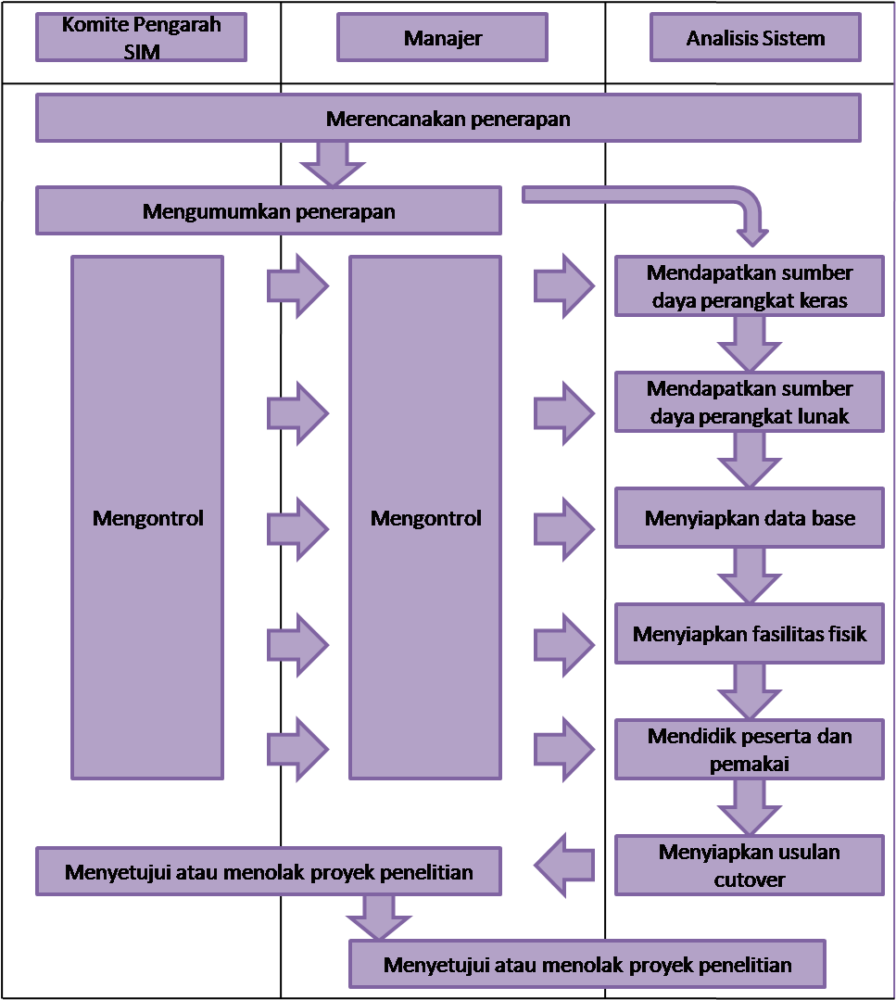 Komite Pengarah
SIM
Manajer
Analisis Sistem
Merencanakan penerapan
Mengumumkan penerapan
Mengontrol
Mengontrol
Mendapatkan sumber
daya perangkat keras
Mendapatkan sumber
daya perangkat lunak
Menyiapkan data base
Menyiapkan fasilitas fisik
Mendidik peserta dan
pemakai
Menyiapkan usulan
cutover
Menyetujui atau menolak proyek penelitian
Menyetujui atau menolak proyek penelitian